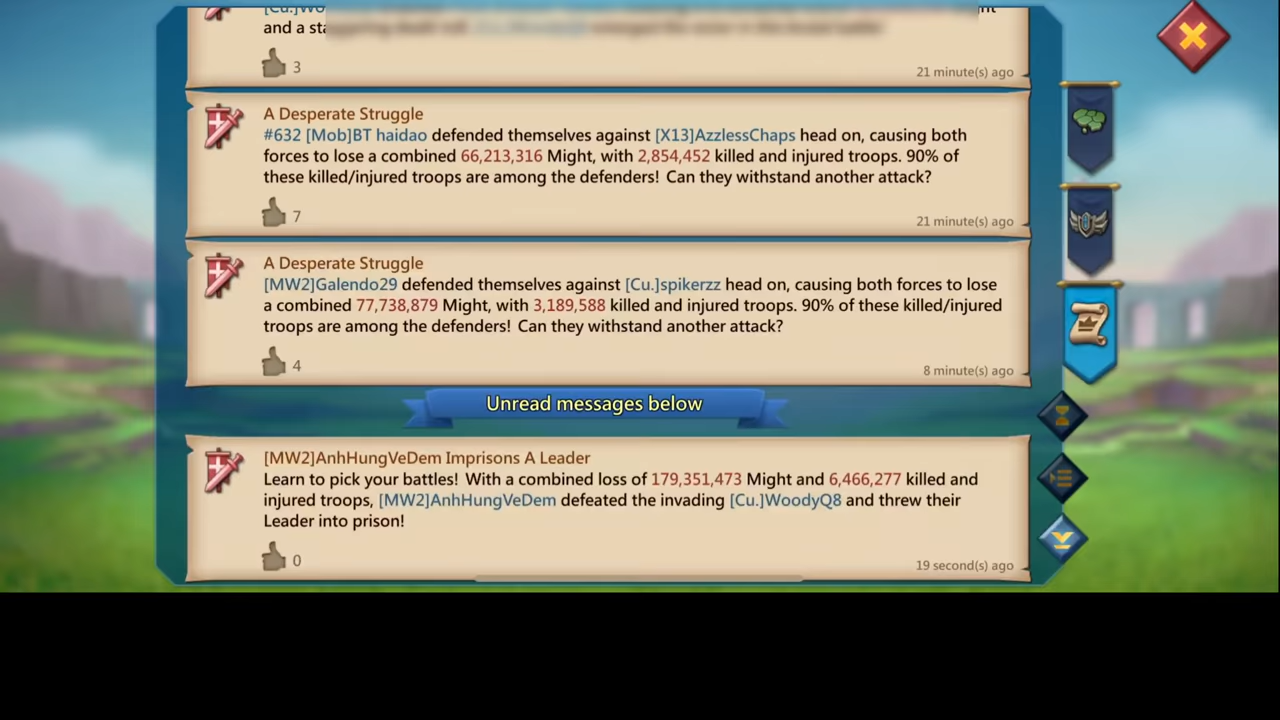 and a
3
21 minute(s) ago
A Desperate Struggle
#632 [Mob]BT haidao defended themselves against [X13]AzzlessChaps head on, causing both
forces to lose a combined 66,213,316 Might, with 2,854,452 killed and injured troops. 90% of
these killed/injured troops are among the defenders! Can they withstand another attack?
7
21 minute(s) ago
A Desperate Struggle
[MW2]Galendo29 defended themselves against [Cu.]spikerzz head on, causing both forces to lose
a combined 77,738,879 Might, with 3,189,588 killed and injured troops. 90% of these killed/injured
troops are among the defenders! Can they withstand another attack?
4
8 minute(s) ago
Unread messages below
[MW2]AnhHungVeDem Imprisons A Leader
Learn to pick your battles! With a combined loss of 179,351,473 Might and 6,466,277 killed and
injured troops, [MW2]AnhHungVeDem defeated the invading [Cu.]WoodyQ8 and threw their
Leader into prison!
0
19 second(s) ago